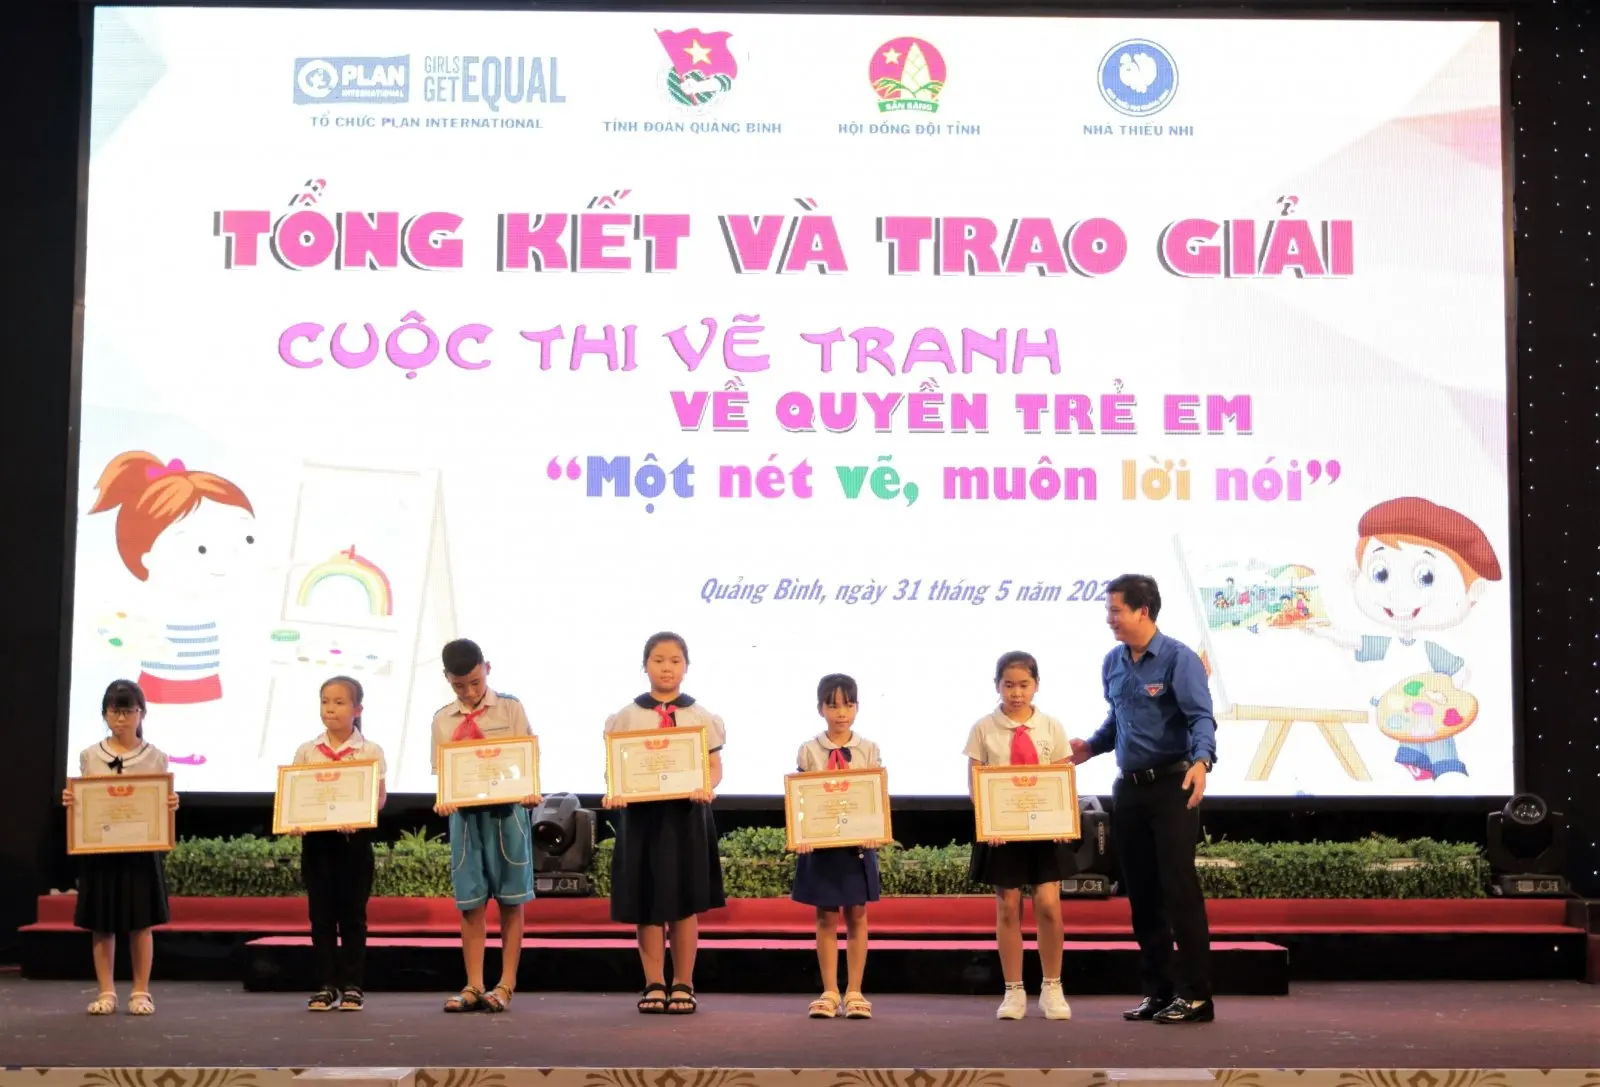 PLAN INTERNATIONAL
GIRLS GET EQUAL
TỔ CHỨC PLAN INTERNATIONAL
TỈNH ĐOÀN QUẢNG BÌNH
SẴN SÀNG
HỘI ĐỒNG ĐỘI TỈNH
NHÀ THIẾU NHI
TỔNG KẾT VÀ TRAO GIẢI
CUỘC THI VẼ TRANH
VỀ QUYỀN TRẺ EM
“Một nét vẽ, muôn lời nói”
Quảng Bình, ngày 31 tháng 5 năm 202